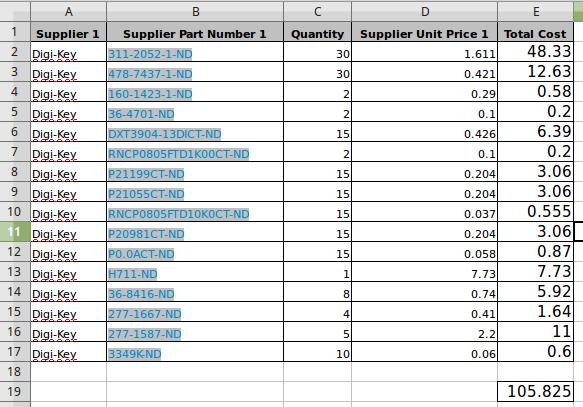 A B C D E
1 Supplier 1 Supplier Part Number 1 Quantity Supplier Unit Price 1 Total Cost
2 Digi-Key 311-2052-1-ND 30 1.611 48.33
3 Digi-Key 478-7437-1-ND 30 0.421 12.63
4 Digi-Key 160-1423-1-ND 2 0.29 0.58
5 Digi-Key 36-4701-ND 2 0.1 0.2
6 Digi-Key DXT3904-13DICT-ND 15 0.426 6.39
7 Digi-Key RNCP0805FTD1K00CT-ND 2 0.1 0.2
8 Digi-Key P21199CT-ND 15 0.204 3.06
9 Digi-Key P21055CT-ND 15 0.204 3.06
10 Digi-Key RNCP0805FTD10K0CT-ND 15 0.037 0.555
11 Digi-Key P20981CT-ND 15 0.204 3.06
12 Digi-Key P0.0ACT-ND 15 0.058 0.87
13 Digi-Key H711-ND 1 7.73 7.73
14 Digi-Key 36-8416-ND 8 0.74 5.92
15 Digi-Key 277-1667-ND 4 0.41 1.64
16 Digi-Key 277-1587-ND 5 2.2 11
17 Digi-Key 3349K-ND 10 0.06 0.6
18
19 105.825